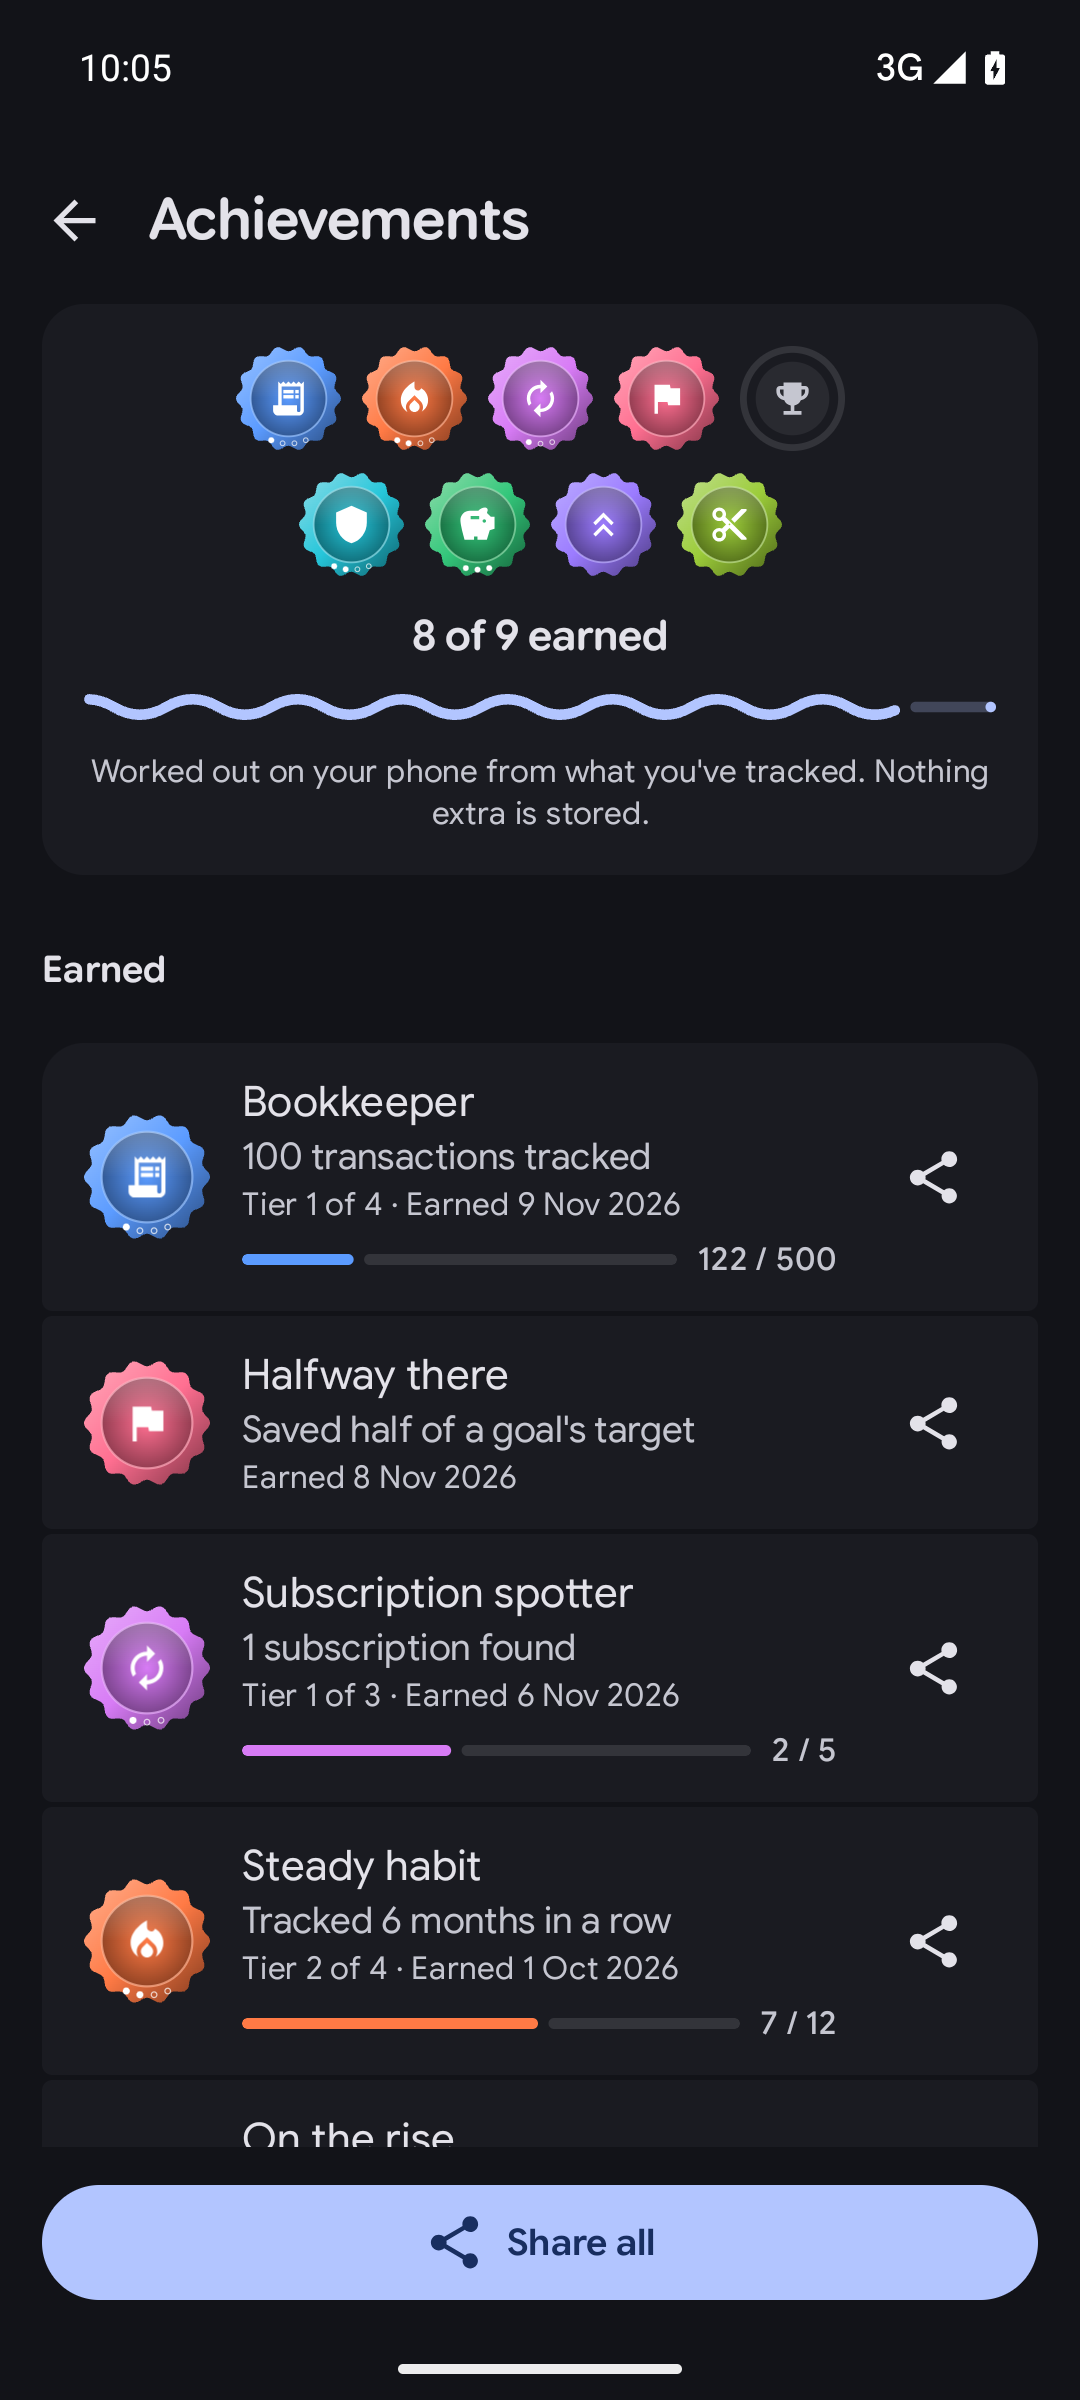 10:05
3G
Achievements
8 of 9 earned
Worked out on your phone from what you've tracked. Nothing
extra is stored.
Earned
Bookkeeper
100 transactions tracked
Tier 1 of 4 · Earned 9 Nov 2026
122 / 500
Halfway there
Saved half of a goal's target
Earned 8 Nov 2026
Subscription spotter
1 subscription found
Tier 1 of 3 · Earned 6 Nov 2026
2 / 5
Steady habit
Tracked 6 months in a row
Tier 2 of 4 · Earned 1 Oct 2026
7 / 12
On the rise
Share all